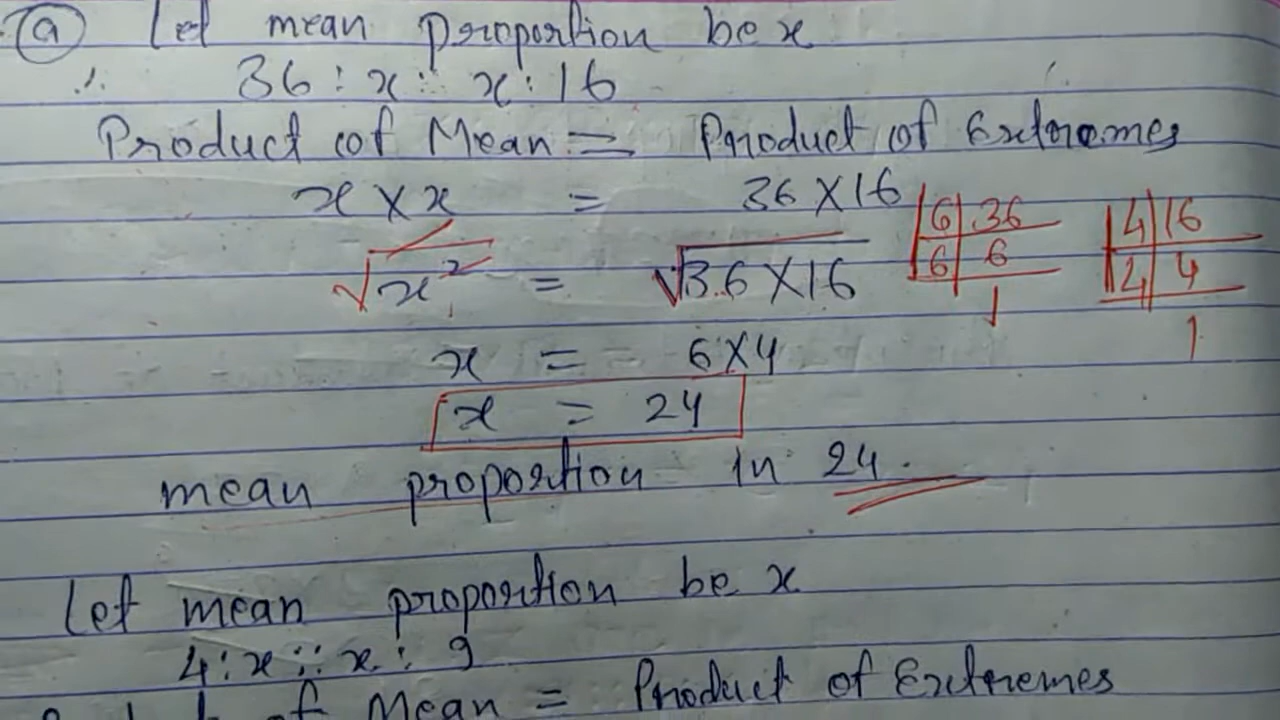 (a) Let mean proportion be x
∴ 36 : x :: x : 16
Product of Mean = Product of Extremes
x × x = 36 × 16
6 | 36
6 | 6
1
4 | 16
4 | 4
1
√x² = √36 × 16
x = 6 × 4
x = 24
mean proportion in 24.
Let mean proportion be x
4 : x :: x : 9
of Mean = Product of Extremes